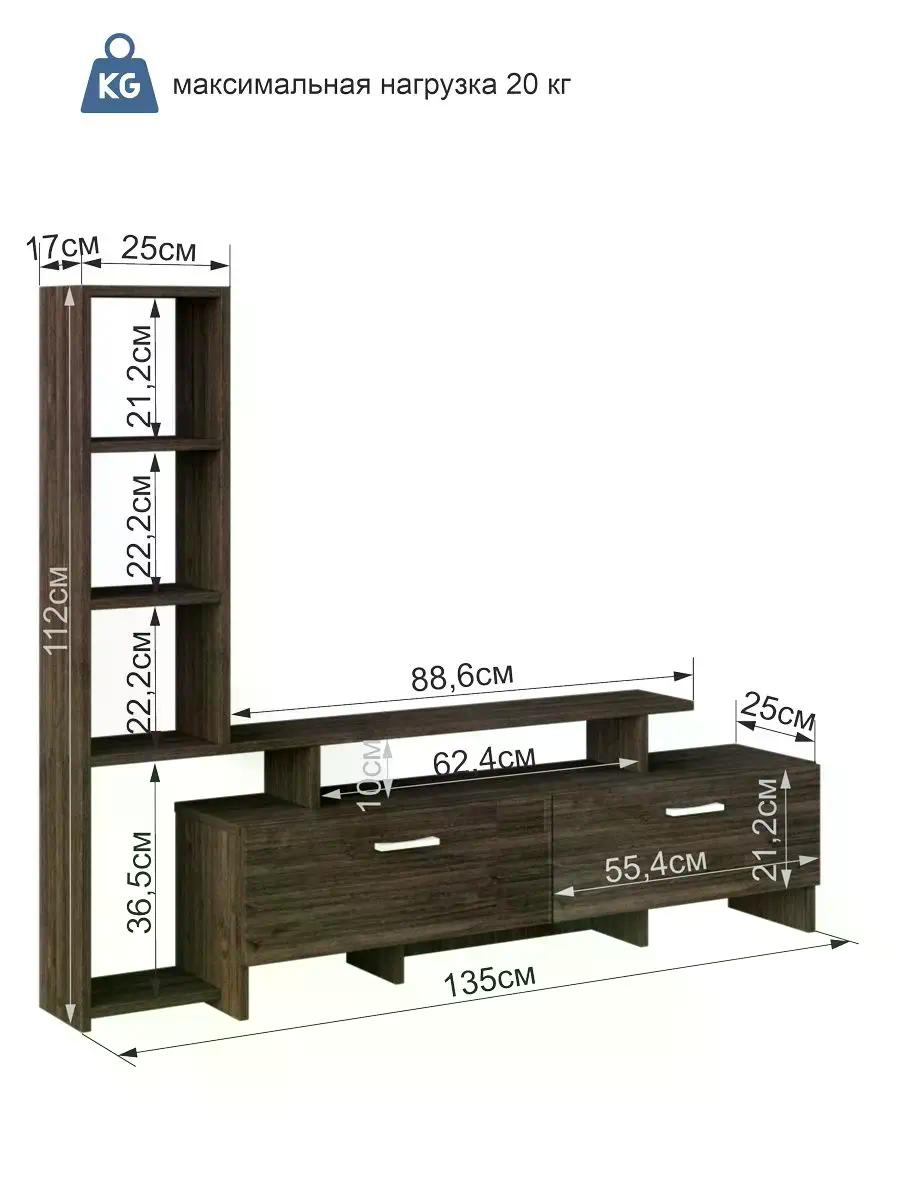 KG
максимальная нагрузка 20 кг
17см
25см
21,2см
22,2см
112см
22,2см
88,6см
25см
62,4см
10см
21,2см
55,4см
36,5см
135см